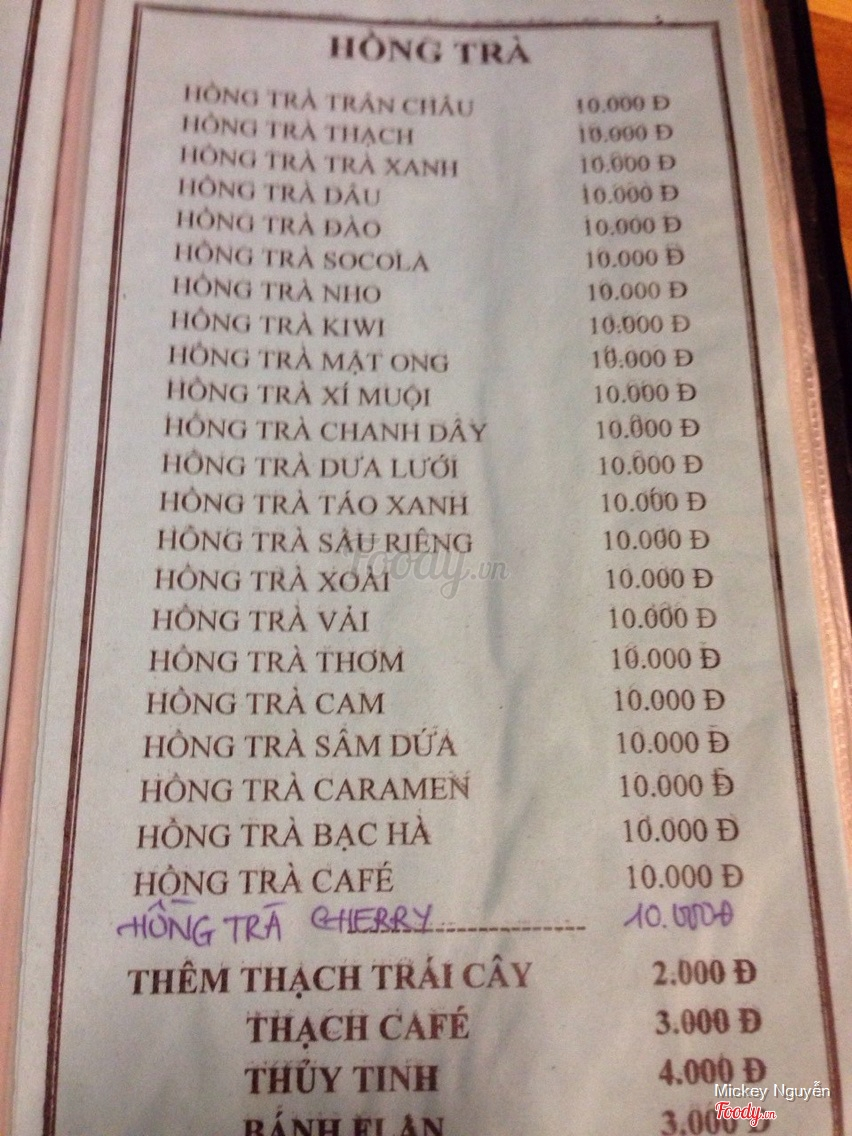 HỒNG TRÀ
HỒNG TRÀ TRÂN CHÂU 10.000 Đ
HỒNG TRÀ THẠCH 10.000 Đ
HỒNG TRÀ TRÀ XANH 10.000 Đ
HỒNG TRÀ DÂU 10.000 Đ
HỒNG TRÀ ĐÀO 10.000 Đ
HỒNG TRÀ SOCOLA 10.000 Đ
HỒNG TRÀ NHO 10.000 Đ
HỒNG TRÀ KIWI 10.000 Đ
HỒNG TRÀ MẬT ONG 10.000 Đ
HỒNG TRÀ XÍ MUỘI 10.000 Đ
HỒNG TRÀ CHANH DÂY 10.000 Đ
HỒNG TRÀ DƯA LƯỚI 10.000 Đ
HỒNG TRÀ TÁO XANH 10.000 Đ
HỒNG TRÀ SẦU RIÊNG 10.000 Đ
HỒNG TRÀ XOÀI 10.000 Đ
HỒNG TRÀ VẢI 10.000 Đ
HỒNG TRÀ THƠM 10.000 Đ
HỒNG TRÀ CAM 10.000 Đ
HỒNG TRÀ SÂM DỨA 10.000 Đ
HỒNG TRÀ CARAMEN 10.000 Đ
HỒNG TRÀ BẠC HÀ 10.000 Đ
HỒNG TRÀ CAFÉ 10.000 Đ
HỒNG TRÀ CHERRY 10.000Đ
THÊM THẠCH TRÁI CÂY 2.000 Đ
THẠCH CAFÉ 3.000 Đ
THỦY TINH 4.000 Đ
BÁNH FLAN 3.000 Đ
Foody.vn
Mickey Nguyễn
Foody.vn